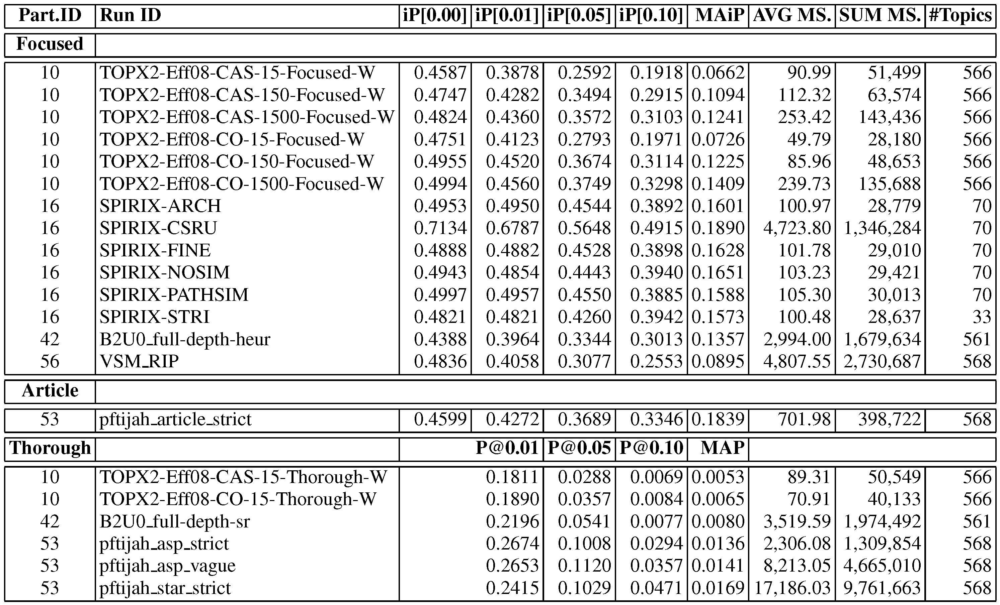 Part.ID Run ID iP[0.00] iP[0.01] iP[0.05] iP[0.10] MAiP AVG MS. SUM MS. #Topics
Focused
10 TOPX2-Eff08-CAS-15-Focused-W 0.4587 0.3878 0.2592 0.1918 0.0662 90.99 51,499 566
10 TOPX2-Eff08-CAS-150-Focused-W 0.4747 0.4282 0.3494 0.2915 0.1094 112.32 63,574 566
10 TOPX2-Eff08-CAS-1500-Focused-W 0.4824 0.4360 0.3572 0.3103 0.1241 253.42 143,436 566
10 TOPX2-Eff08-CO-15-Focused-W 0.4751 0.4123 0.2793 0.1971 0.0726 49.79 28,180 566
10 TOPX2-Eff08-CO-150-Focused-W 0.4955 0.4520 0.3674 0.3114 0.1225 85.96 48,653 566
10 TOPX2-Eff08-CO-1500-Focused-W 0.4994 0.4560 0.3749 0.3298 0.1409 239.73 135,688 566
16 SPIRIX-ARCH 0.4953 0.4950 0.4544 0.3892 0.1601 100.97 28,779 70
16 SPIRIX-CSRU 0.7134 0.6787 0.5648 0.4915 0.1890 4,723.80 1,346,284 70
16 SPIRIX-FINE 0.4888 0.4882 0.4528 0.3898 0.1628 101.78 29,010 70
16 SPIRIX-NOSIM 0.4943 0.4854 0.4443 0.3940 0.1651 103.23 29,421 70
16 SPIRIX-PATHSIM 0.4997 0.4957 0.4550 0.3885 0.1588 105.30 30,013 70
16 SPIRIX-STRI 0.4821 0.4821 0.4260 0.3942 0.1573 100.48 28,637 33
42 B2U0_full-depth-heur 0.4388 0.3964 0.3344 0.3013 0.1357 2,994.00 1,679,634 561
56 VSM_RIP 0.4836 0.4058 0.3077 0.2553 0.0895 4,807.55 2,730,687 568
Article
53 pftijah_article_strict 0.4599 0.4272 0.3689 0.3346 0.1839 701.98 398,722 568
Thorough P@0.01 P@0.05 P@0.10 MAP
10 TOPX2-Eff08-CAS-15-Thorough-W 0.1811 0.0288 0.0069 0.0053 89.31 50,549 566
10 TOPX2-Eff08-CO-15-Thorough-W 0.1890 0.0357 0.0084 0.0065 70.91 40,133 566
42 B2U0_full-depth-sr 0.2196 0.0541 0.0077 0.0080 3,519.59 1,974,492 561
53 pftijah_asp_strict 0.2674 0.1008 0.0294 0.0136 2,306.08 1,309,854 568
53 pftijah_asp_vague 0.2653 0.1120 0.0357 0.0141 8,213.05 4,665,010 568
53 pftijah_star_strict 0.2415 0.1029 0.0471 0.0169 17,186.03 9,761,663 568